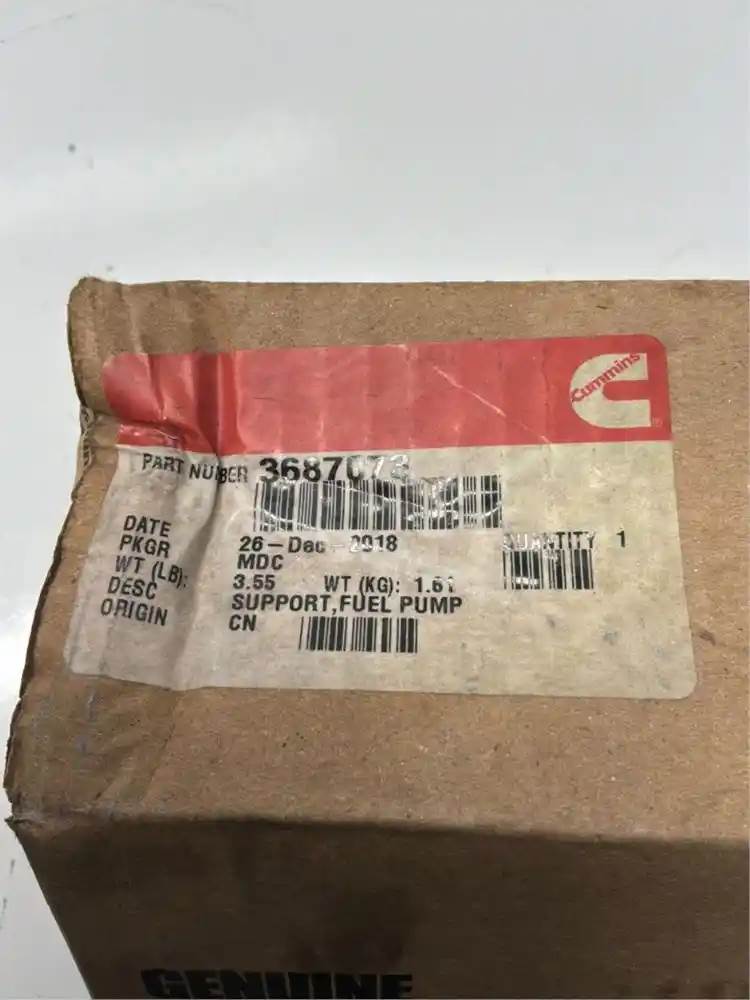 Cummins
PART NUMBER 3687073
DATE 26-Dec-2018
QUANTITY 1
PKGR MDC
WT (LB): 3.55 WT (KG): 1.61
DESC SUPPORT,FUEL PUMP
ORIGIN CN
GENUINE